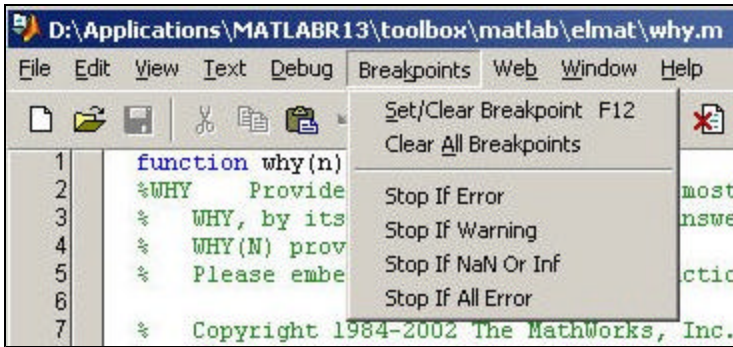 D:\Applications\MATLABR13\toolbox\matlab\elmat\why.m
File Edit View Text Debug Breakpoints Web Window Help
Set/Clear Breakpoint F12
Clear All Breakpoints
Stop If Error
Stop If Warning
Stop If NaN Or Inf
Stop If All Error
1 function why(n)
2 %WHY Provide most
3 % WHY, by its
4 % WHY(N) prov
5 % Please embe
6
7 % Copyright 1984-2002 The MathWorks, Inc.